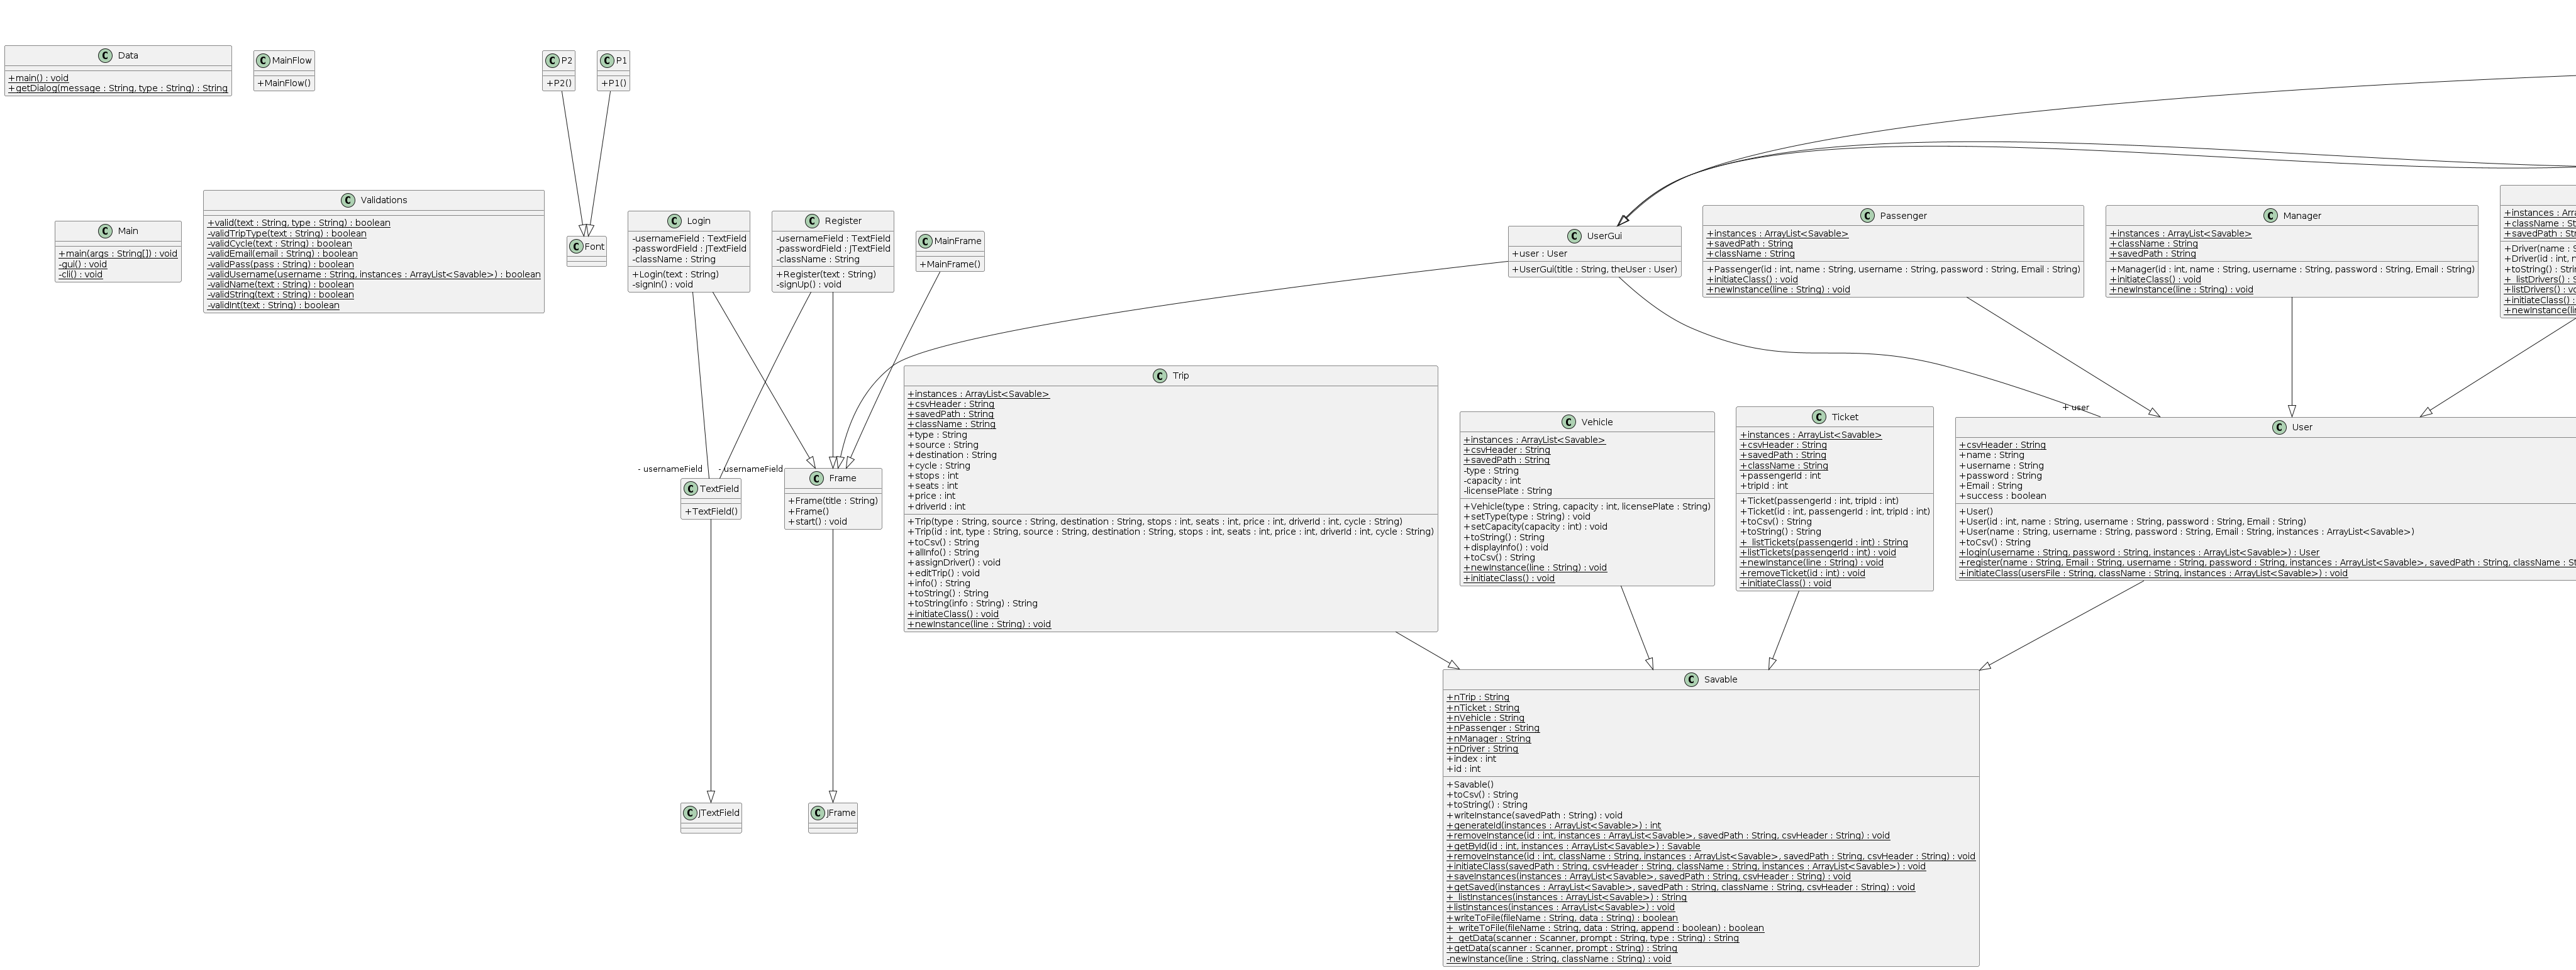 Data
+main() : void
+getDialog(message : String, type : String) : String
MainFlow
+MainFlow()
P2
+P2()
P1
+P1()
Main
+main(args : String[]) : void
-gui() : void
-cli() : void
Validations
+valid(text : String, type : String) : boolean
-validTripType(text : String) : boolean
-validCycle(text : String) : boolean
-validEmail(email : String) : boolean
-validPass(pass : String) : boolean
-validUsername(username : String, instances : ArrayList<Savable>) : boolean
-validName(text : String) : boolean
-validString(text : String) : boolean
-validInt(text : String) : boolean
Font
Login
-usernameField : TextField
-passwordField : JTextField
-className : String
+Login(text : String)
-signIn() : void
Register
-usernameField : TextField
-passwordField : JTextField
-className : String
+Register(text : String)
-signUp() : void
MainFrame
+MainFrame()
UserGui
+user : User
+UserGui(title : String, theUser : User)
Passenger
+instances : ArrayList<Savable>
+savedPath : String
+className : String
+Passenger(id : int, name : String, username : String, password : String, Email : String)
+initiateClass() : void
+newInstance(line : String) : void
Manager
+instances : ArrayList<Savable>
+className : String
+savedPath : String
+Manager(id : int, name : String, username : String, password : String, Email : String)
+initiateClass() : void
+newInstance(line : String) : void
+instances : Arra
+className : St
+savedPath : Str
+Driver(name : S
+Driver(id : int, n
+toString() : Strin
+_listDrivers() : S
+listDrivers() : vo
+initiateClass() :
+newInstance(lin
- usernameField
- usernameField
+ user
TextField
+TextField()
Frame
+Frame(title : String)
+Frame()
+start() : void
Trip
+instances : ArrayList<Savable>
+csvHeader : String
+savedPath : String
+className : String
+type : String
+source : String
+destination : String
+cycle : String
+stops : int
+seats : int
+price : int
+driverId : int
+Trip(type : String, source : String, destination : String, stops : int, seats : int, price : int, driverId : int, cycle : String)
+Trip(id : int, type : String, source : String, destination : String, stops : int, seats : int, price : int, driverId : int, cycle : String)
+toCsv() : String
+allInfo() : String
+assignDriver() : void
+editTrip() : void
+info() : String
+toString() : String
+toString(info : String) : String
+initiateClass() : void
+newInstance(line : String) : void
Vehicle
+instances : ArrayList<Savable>
+csvHeader : String
+savedPath : String
-type : String
-capacity : int
-licensePlate : String
+Vehicle(type : String, capacity : int, licensePlate : String)
+setType(type : String) : void
+setCapacity(capacity : int) : void
+toString() : String
+displayInfo() : void
+toCsv() : String
+newInstance(line : String) : void
+initiateClass() : void
Ticket
+instances : ArrayList<Savable>
+csvHeader : String
+savedPath : String
+className : String
+passengerId : int
+tripId : int
+Ticket(passengerId : int, tripId : int)
+Ticket(id : int, passengerId : int, tripId : int)
+toCsv() : String
+toString() : String
+_listTickets(passengerId : int) : String
+listTickets(passengerId : int) : void
+newInstance(line : String) : void
+removeTicket(id : int) : void
+initiateClass() : void
User
+csvHeader : String
+name : String
+username : String
+password : String
+Email : String
+success : boolean
+User()
+User(id : int, name : String, username : String, password : String, Email : String)
+User(name : String, username : String, password : String, Email : String, instances : ArrayList<Savable>)
+toCsv() : String
+login(username : String, password : String, instances : ArrayList<Savable>) : User
+register(name : String, Email : String, username : String, password : String, instances : ArrayList<Savable>, savedPath : String, className : St
+initiateClass(usersFile : String, className : String, instances : ArrayList<Savable>) : void
JTextField
JFrame
Savable
+nTrip : String
+nTicket : String
+nVehicle : String
+nPassenger : String
+nManager : String
+nDriver : String
+index : int
+id : int
+Savable()
+toCsv() : String
+toString() : String
+writeInstance(savedPath : String) : void
+generateId(instances : ArrayList<Savable>) : int
+removeInstance(id : int, instances : ArrayList<Savable>, savedPath : String, csvHeader : String) : void
+getById(id : int, instances : ArrayList<Savable>) : Savable
+removeInstance(id : int, className : String, instances : ArrayList<Savable>, savedPath : String, csvHeader : String) : void
+initiateClass(savedPath : String, csvHeader : String, className : String, instances : ArrayList<Savable>) : void
+saveInstances(instances : ArrayList<Savable>, savedPath : String, csvHeader : String) : void
+getSaved(instances : ArrayList<Savable>, savedPath : String, className : String, csvHeader : String) : void
+_listInstances(instances : ArrayList<Savable>) : String
+listInstances(instances : ArrayList<Savable>) : void
+writeToFile(fileName : String, data : String) : boolean
+_writeToFile(fileName : String, data : String, append : boolean) : boolean
+_getData(scanner : Scanner, prompt : String, type : String) : String
+getData(scanner : Scanner, prompt : String) : String
-newInstance(line : String, className : String) : void